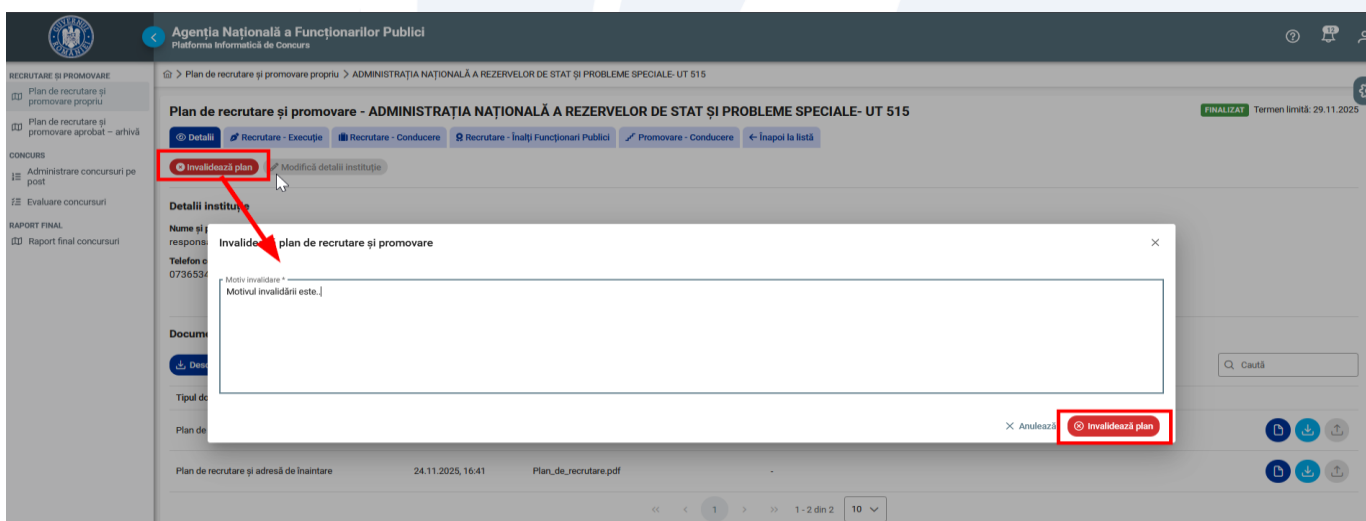 Agenția Națională a Funcționarilor Publici
Platforma Informatică de Concurs
12
RECRUTARE ȘI PROMOVARE
Plan de recrutare și promovare propriu
Plan de recrutare și promovare aprobat – arhivă
CONCURS
Administrare concursuri pe post
Evaluare concursuri
RAPORT FINAL
Raport final concursuri
> Plan de recrutare și promovare propriu > ADMINISTRAȚIA NAȚIONALĂ A REZERVELOR DE STAT ȘI PROBLEME SPECIALE- UT 515
Plan de recrutare și promovare - ADMINISTRAȚIA NAȚIONALĂ A REZERVELOR DE STAT ȘI PROBLEME SPECIALE- UT 515
FINALIZAT Termen limită: 29.11.2025
Detalii Recrutare - Execuție Recrutare - Conducere Recrutare - Înalți Funcționari Publici Promovare - Conducere Înapoi la listă
Invalidează plan Modifică detalii instituție
Detalii instituție
Nume și
Telefon
0736534
Invalidează plan de recrutare și promovare
Motiv invalidare *
Motivul invalidării este..
Anulează Invalidează plan
Caută
Tipul
Plan de
Plan de recrutare și adresă de înaintare 24.11.2025, 16:41 Plan_de_recrutare.pdf -
<< < 1 > >> 1 - 2 din 2 10